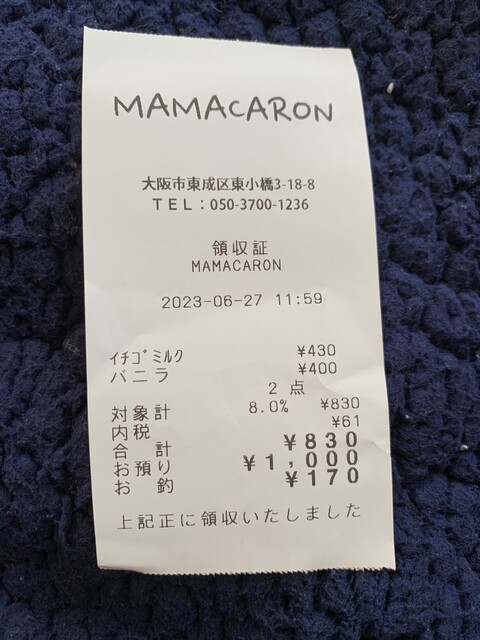 MAMACARON
大阪市東成区東小橋3-18-8
TEL：050-3700-1236
領収証
MAMACARON
2023-06-27 11:59
ｲﾁｺﾞﾐﾙｸ ¥430
バニラ ¥400
2 点
対象計 8.0% ¥830
内税 ¥61
合 計 ¥830
お預り ¥1,000
お 釣 ¥170
上記正に領収いたしました